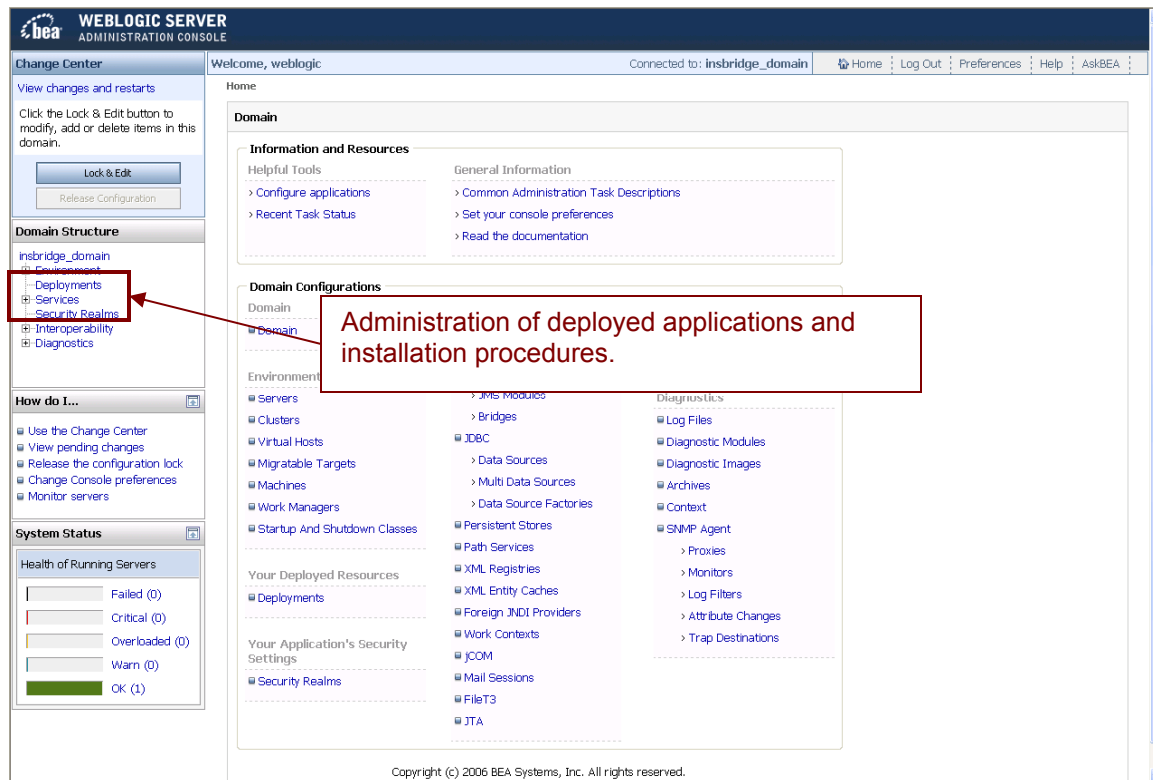 bea
WEBLOGIC SERVER
ADMINISTRATION CONSOLE
Change Center
View changes and restarts
Click the Lock & Edit button to
modify, add or delete items in this
domain.
Lock & Edit
Release Configuration
Domain Structure
insbridge_domain
Environment
Deployments
Services
Security Realms
Interoperability
Diagnostics
How do I...
Use the Change Center
View pending changes
Release the configuration lock
Change Console preferences
Monitor servers
System Status
Health of Running Servers
Failed (0)
Critical (0)
Overloaded (0)
Warn (0)
OK (1)
Welcome, weblogic
Connected to: insbridge_domain
Home
Log Out
Preferences
Help
AskBEA
Home
Domain
Information and Resources
Helpful Tools
> Configure applications
> Recent Task Status
General Information
> Common Administration Task Descriptions
> Set your console preferences
> Read the documentation
Domain Configurations
Domain
Domain
Administration of deployed applications and
installation procedures.
Environment
Servers
Clusters
Virtual Hosts
Migratable Targets
Machines
Work Managers
Startup And Shutdown Classes
Your Deployed Resources
Deployments
Your Application's Security
Settings
Security Realms
> JMS Modules
> Bridges
JDBC
> Data Sources
> Multi Data Sources
> Data Source Factories
Persistent Stores
Path Services
XML Registries
XML Entity Caches
Foreign JNDI Providers
Work Contexts
jCOM
Mail Sessions
FileT3
JTA
Diagnostics
Log Files
Diagnostic Modules
Diagnostic Images
Archives
Context
SNMP Agent
> Proxies
> Monitors
> Log Filters
> Attribute Changes
> Trap Destinations
Copyright (c) 2006 BEA Systems, Inc. All rights reserved.